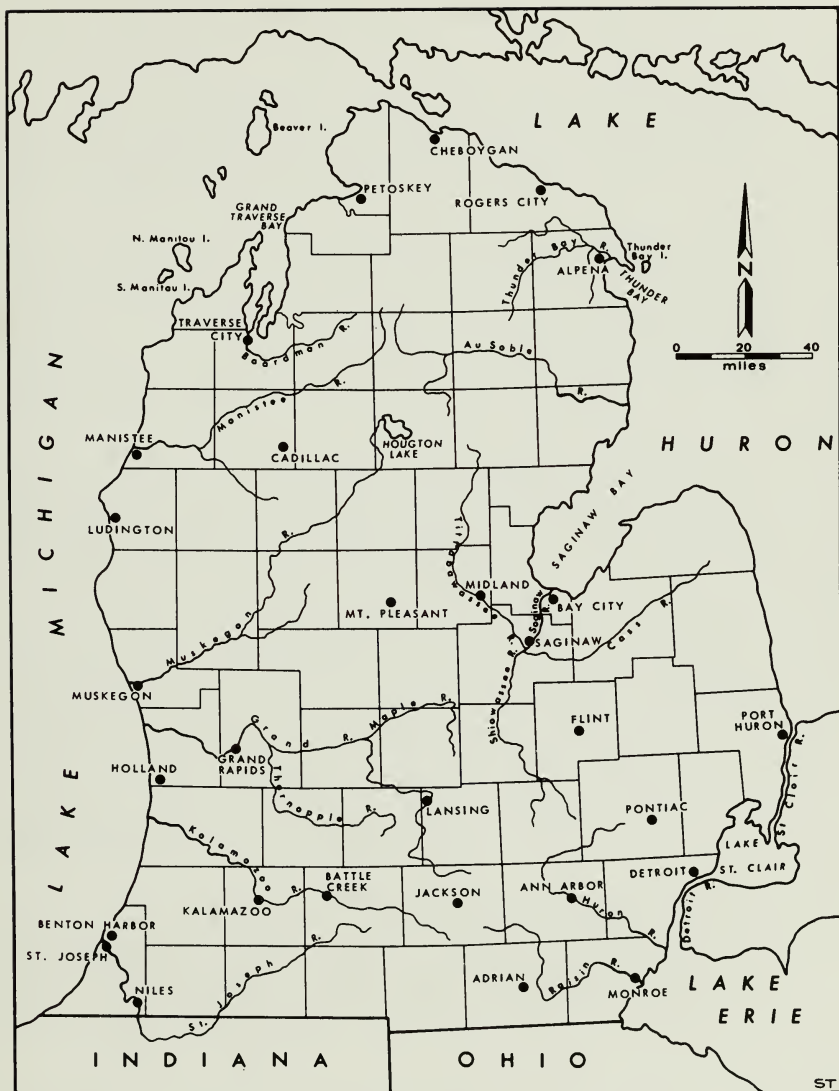 LAKE
Beaver I.
CHEBOYGAN
PETOSKEY
ROGERS CITY
GRAND
TRAVERSE
BAY
N. Manitou I.
S. Manitau I.
Thunder Bay R.
Thunder
Bay I.
ALPENA
THUNDER
BAY
N
TRAVERSE
CITY
Boardman R.
Au Soble R.
0 20 40
miles
Manistee R.
MANISTEE
CADILLAC
HOUGTON
LAKE
HURON
LAKE MICHIGAN
LUDINGTON
SAGINAW BAY
Tittabawassee R.
MIDLAND
BAY CITY
Saginaw R.
MT. PLEASANT
SAGINAW
Cass R.
Muskegon R.
MUSKEGON
Shiawassee R.
FLINT
PORT
HURON
Grand R.
Maple R.
GRAND
RAPIDS
HOLLAND
Thornapple R.
LANSING
PONTIAC
St. Clair R.
LAKE
ST. CLAIR
Kalamazoo R.
BATTLE
CREEK
KALAMAZOO
JACKSON
ANN ARBOR
DETROIT
Detroit R.
Huron R.
BENTON HARBOR
ST. JOSEPH
NILES
St. Joseph R.
ADRIAN
Raisin R.
MONROE
LAKE
ERIE
INDIANA
OHIO
ST